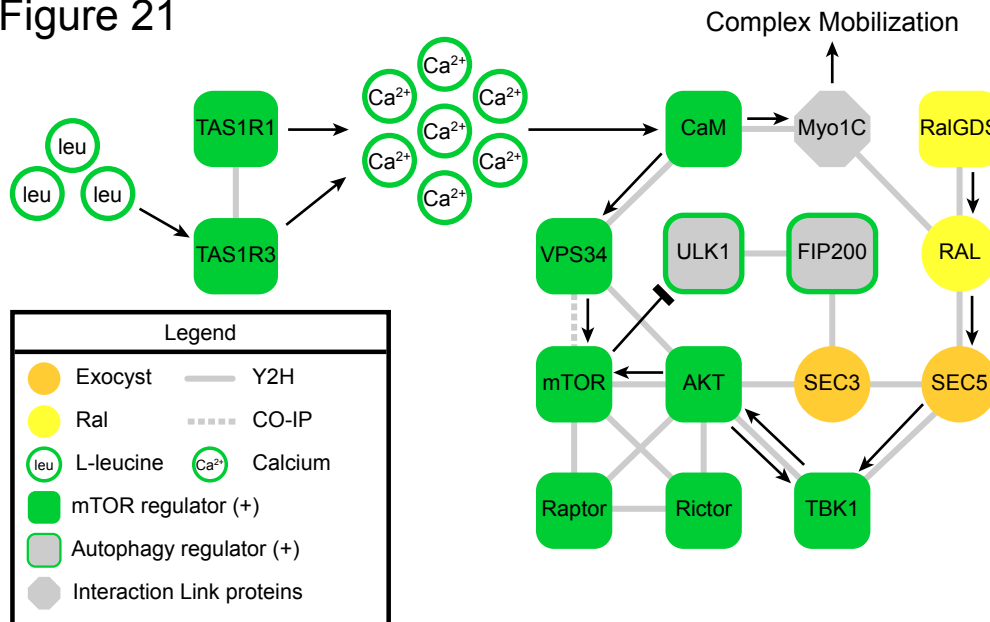 Figure 21
Complex Mobilization
leu
leu
leu
TAS1R1
TAS1R3
Ca2+
Ca2+
Ca2+
Ca2+
Ca2+
Ca2+
Ca2+
CaM
Myo1C
RalGDS
VPS34
ULK1
FIP200
RAL
mTOR
AKT
SEC3
SEC5
Raptor
Rictor
TBK1
Legend
Exocyst
Y2H
Ral
CO-IP
leu
L-leucine
Ca2+
Calcium
mTOR regulator (+)
Autophagy regulator (+)
Interaction Link proteins